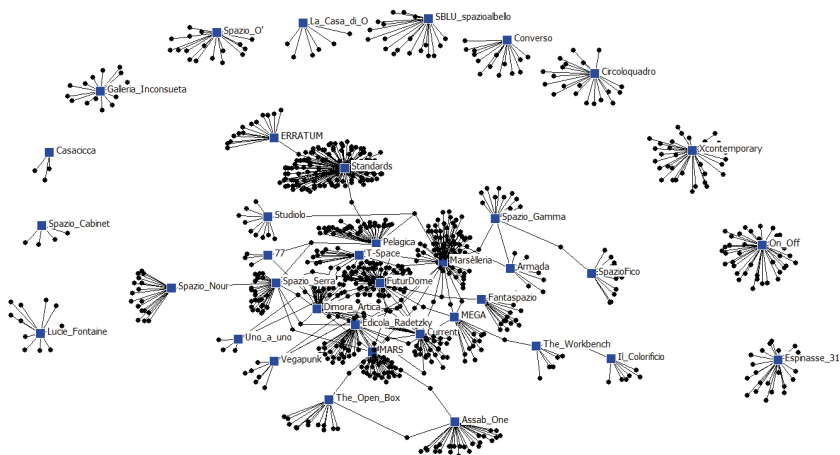 Spazio_O'
La_Casa_di_O
SBLU_spazioalbello
Converso
Circoloquadro
Galleria_Inconsueta
ERRATUM
Casacicca
Xcontemporary
Standards
Studiolo
Spazio_Gamma
Spazio_Cabinet
Pelagica
On_Off
77
T-Space
Marsèlleria
Armada
SpazioFico
Spazio_Nour
Spazio_Serra
FuturDome
Fantaspazio
Dimora_Artica
MEGA
Edicola_Radetzky
Lucie_Fontaine
Uno_a_uno
Current
The_Workbench
MARS
Vegapunk
Il_Colorificio
Espinasse_31
The_Open_Box
Assab_One